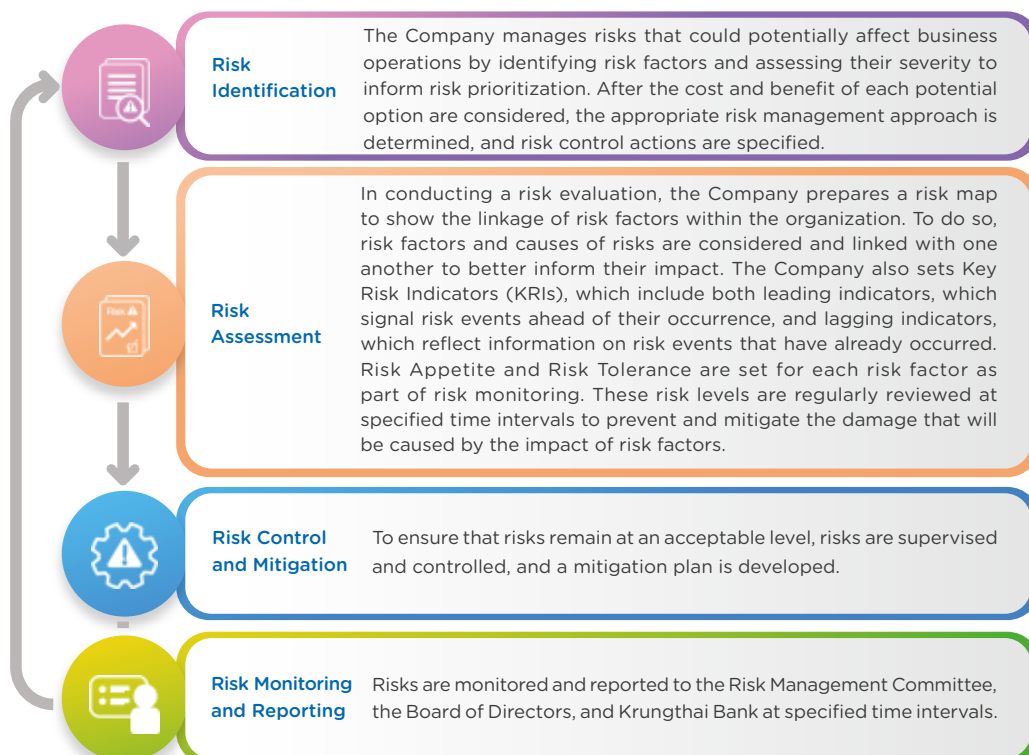 Risk
Identification
The Company manages risks that could potentially affect business
operations by identifying risk factors and assessing their severity to
inform risk prioritization. After the cost and benefit of each potential
option are considered, the appropriate risk management approach is
determined, and risk control actions are specified.
Risk
Risk
Assessment
In conducting a risk evaluation, the Company prepares a risk map
to show the linkage of risk factors within the organization. To do so,
risk factors and causes of risks are considered and linked with one
another to better inform their impact. The Company also sets Key
Risk Indicators (KRIs), which include both leading indicators, which
signal risk events ahead of their occurrence, and lagging indicators,
which reflect information on risk events that have already occurred.
Risk Appetite and Risk Tolerance are set for each risk factor as
part of risk monitoring. These risk levels are regularly reviewed at
specified time intervals to prevent and mitigate the damage that will
be caused by the impact of risk factors.
Risk Control
and Mitigation
To ensure that risks remain at an acceptable level, risks are supervised
and controlled, and a mitigation plan is developed.
Risk Monitoring
and Reporting
Risks are monitored and reported to the Risk Management Committee,
the Board of Directors, and Krungthai Bank at specified time intervals.